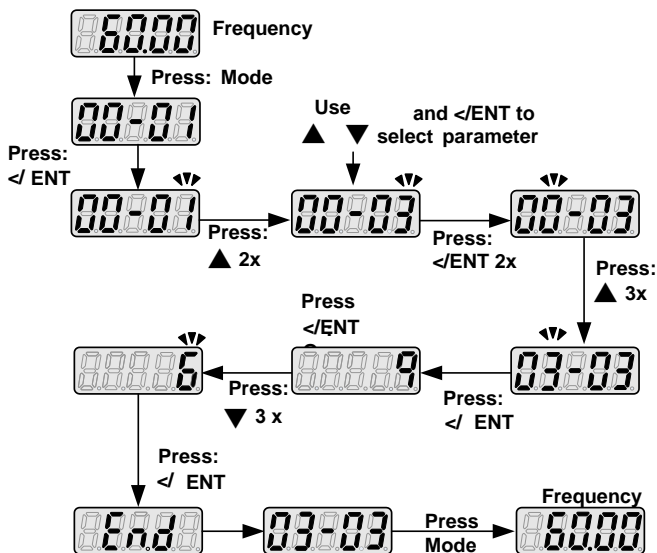 60.00 Frequency
Press: Mode
00-01
Use and </ENT to
▲ ▼ select parameter
Press:
</ ENT
00-01
00-03
00-03
Press:
▲ 2x
Press:
</ENT 2x
Press:
▲ 3x
Press
</ENT
6
9
03-03
Press:
▼ 3 x
Press:
</ ENT
Press:
</ ENT
Frequency
End
03-03
Press
Mode
60.00